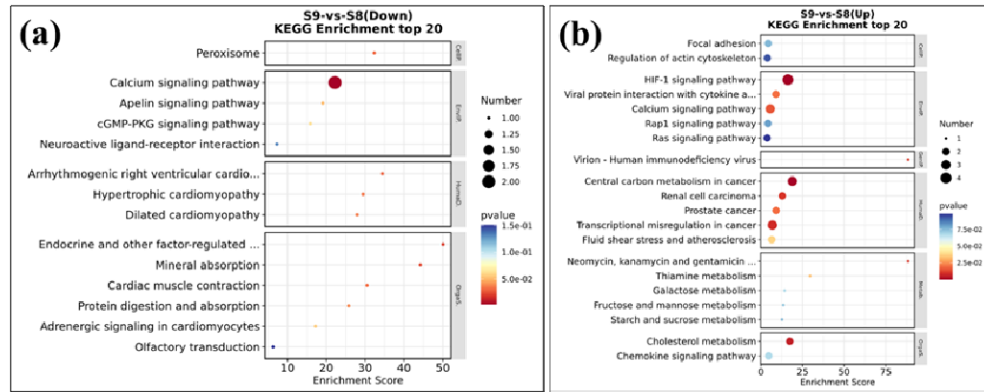 (a)
S9-vs-S8(Down)
KEGG Enrichment top 20
Peroxisome
Calcium signaling pathway
Apelin signaling pathway
cGMP-PKG signaling pathway
Neuroactive ligand-receptor interaction
Arrhythmogenic right ventricular cardio...
Hypertrophic cardiomyopathy
Dilated cardiomyopathy
Endocrine and other factor-regulated ...
Mineral absorption
Cardiac muscle contraction
Protein digestion and absorption
Adrenergic signaling in cardiomyocytes
Olfactory transduction
10 20 30 40 50
Enrichment Score
CellP.
EnvIP.
HumanD.
OrgaS.
Number
1.00
1.25
1.50
1.75
2.00
pvalue
1.5e-01
5.0e-02
(b)
S9-vs-S8(Up)
KEGG Enrichment top 20
Focal adhesion
Regulation of actin cytoskeleton
HIF-1 signaling pathway
Viral protein interaction with cytokine a...
Calcium signaling pathway
Rap1 signaling pathway
Ras signaling pathway
Virion - Human immunodeficiency virus
Central carbon metabolism in cancer
Renal cell carcinoma
Prostate cancer
Transcriptional misregulation in cancer
Fluid shear stress and atherosclerosis
Neomycin, kanamycin and gentamicin ...
Thiamine metabolism
Galactose metabolism
Fructose and mannose metabolism
Starch and sucrose metabolism
Cholesterol metabolism
Chemokine signaling pathway
0 25 50 75
Enrichment Score
CellP.
EnvIP.
HumanD.
Metab.
OrgaS.
Number
1
2
3
4
pvalue
7.5e-02
5.0e-02
2.5e-02